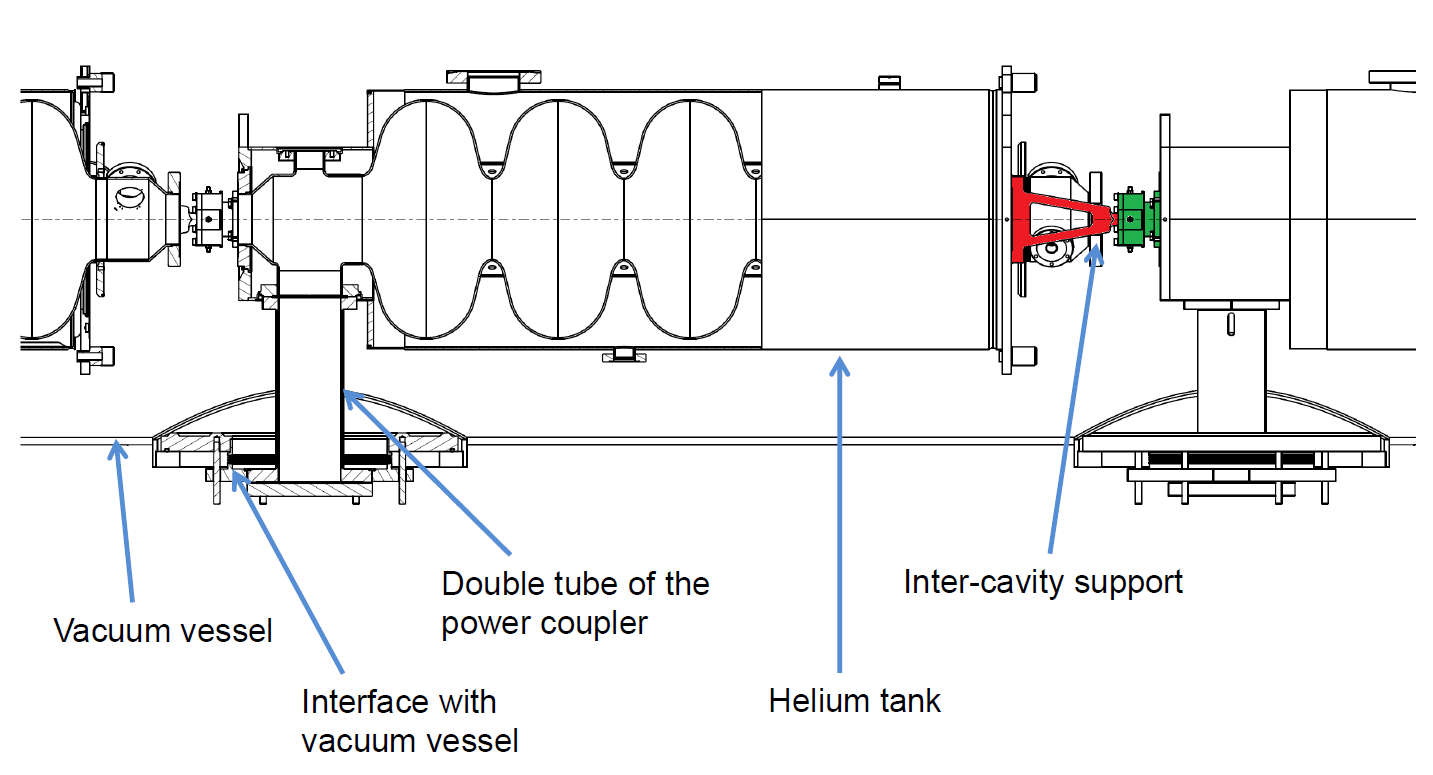 Double tube of the
power coupler
Inter-cavity support
Vacuum vessel
Interface with
vacuum vessel
Helium tank